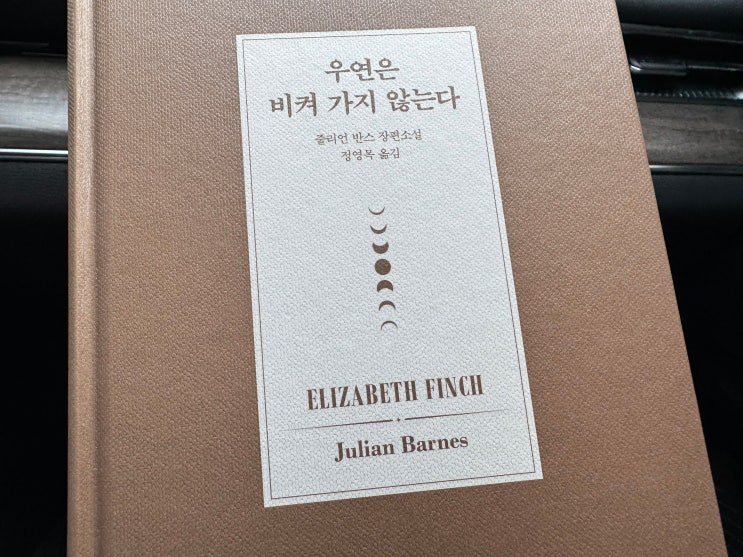 우연은
비켜 가지 않는다
줄리언 반스 장편소설
정영목 옮김
ELIZABETH FINCH
Julian Barnes